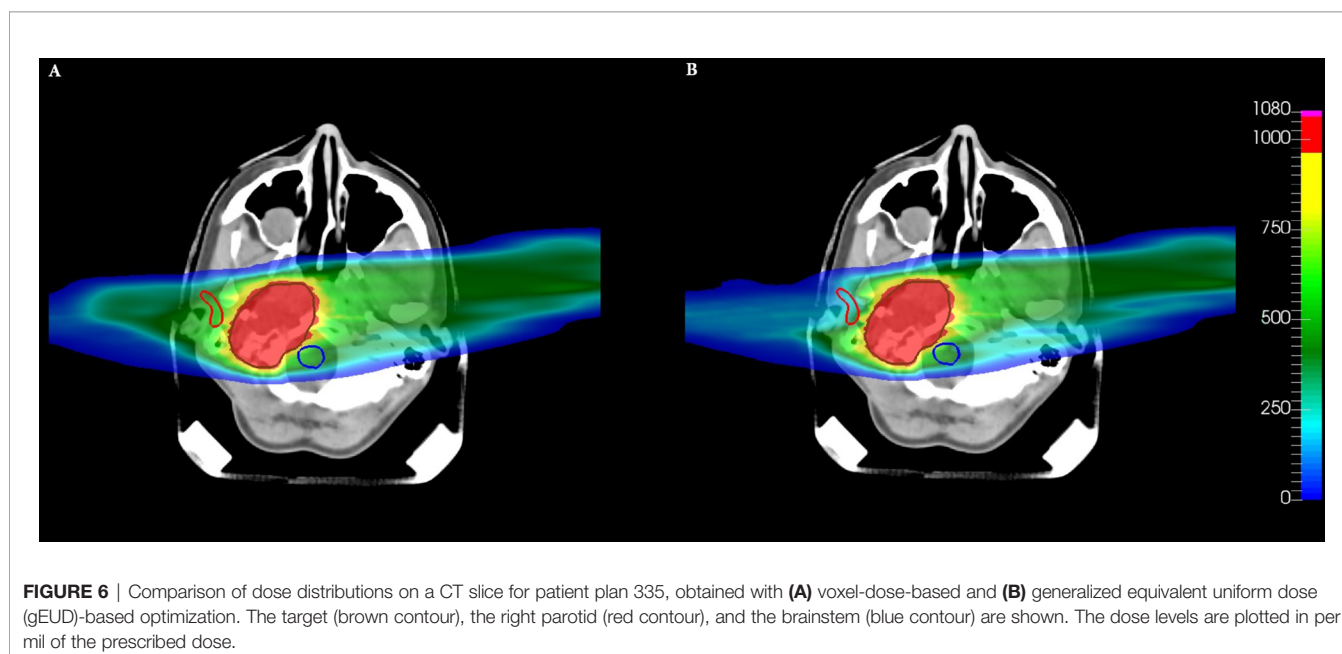 A
B
1080
1000
750
500
250
0
FIGURE 6 | Comparison of dose distributions on a CT slice for patient plan 335, obtained with (A) voxel-dose-based and (B) generalized equivalent uniform dose
(gEUD)-based optimization. The target (brown contour), the right parotid (red contour), and the brainstem (blue contour) are shown. The dose levels are plotted in per
mil of the prescribed dose.